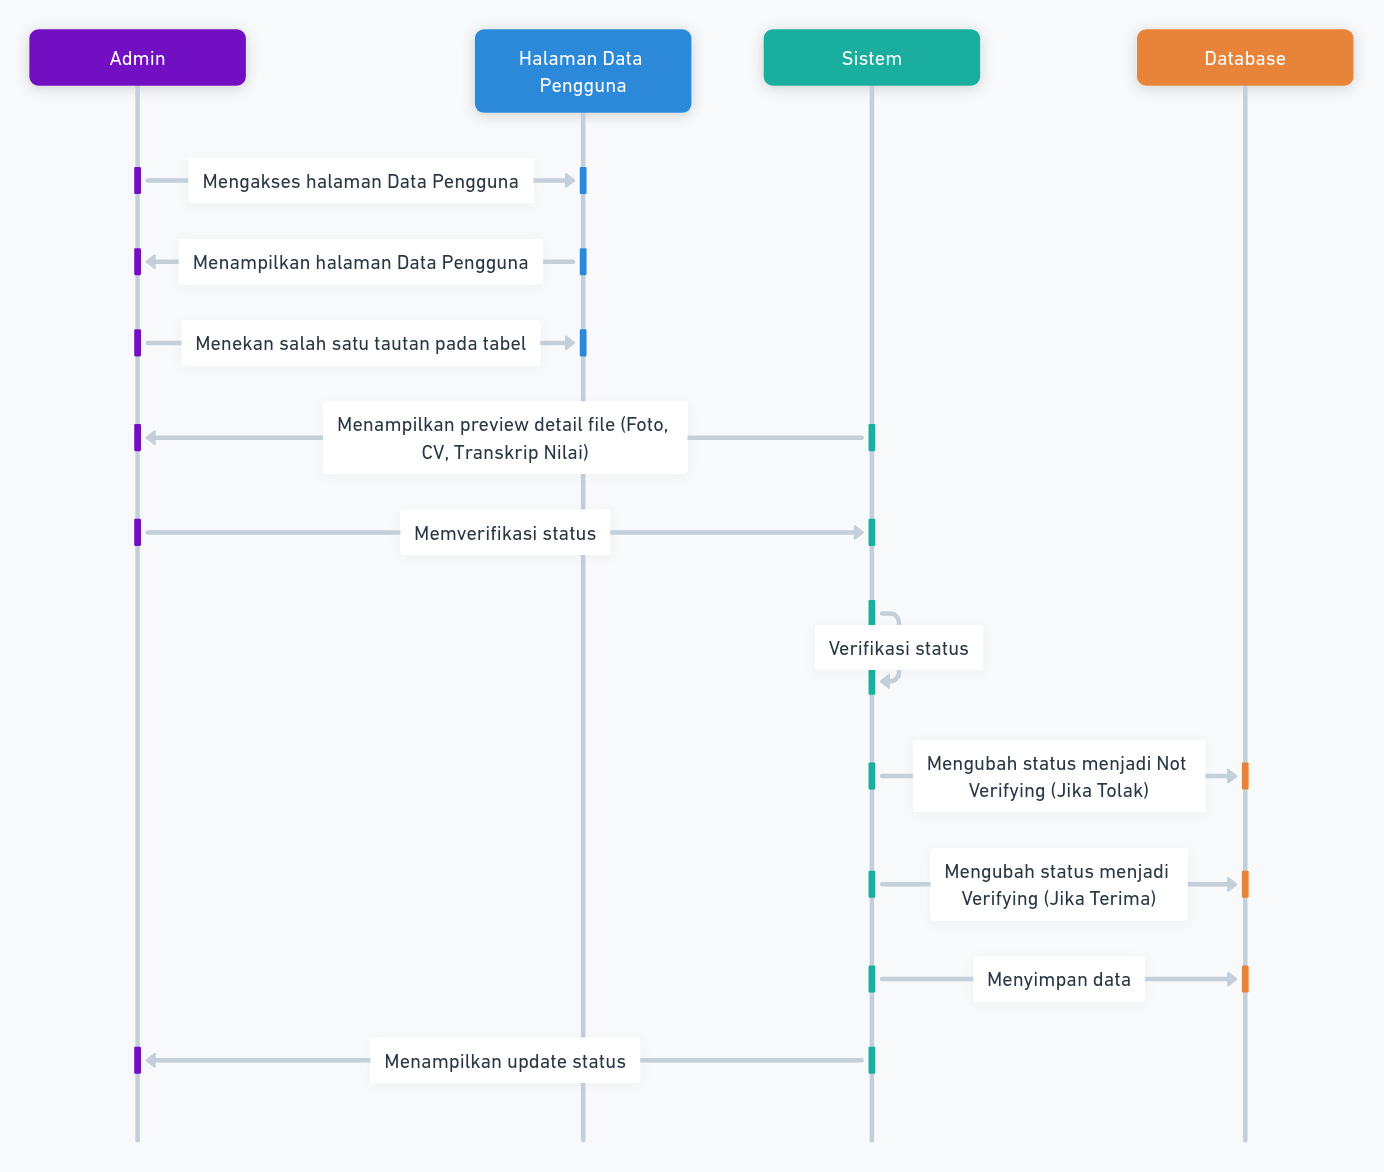 Admin
Halaman Data
Pengguna
Sistem
Database
Mengakses halaman Data Pengguna
Menampilkan halaman Data Pengguna
Menekan salah satu tautan pada tabel
Menampilkan preview detail file (Foto,
CV, Transkrip Nilai)
Memverifikasi status
Verifikasi status
Mengubah status menjadi Not
Verifying (Jika Tolak)
Mengubah status menjadi
Verifying (Jika Terima)
Menyimpan data
Menampilkan update status